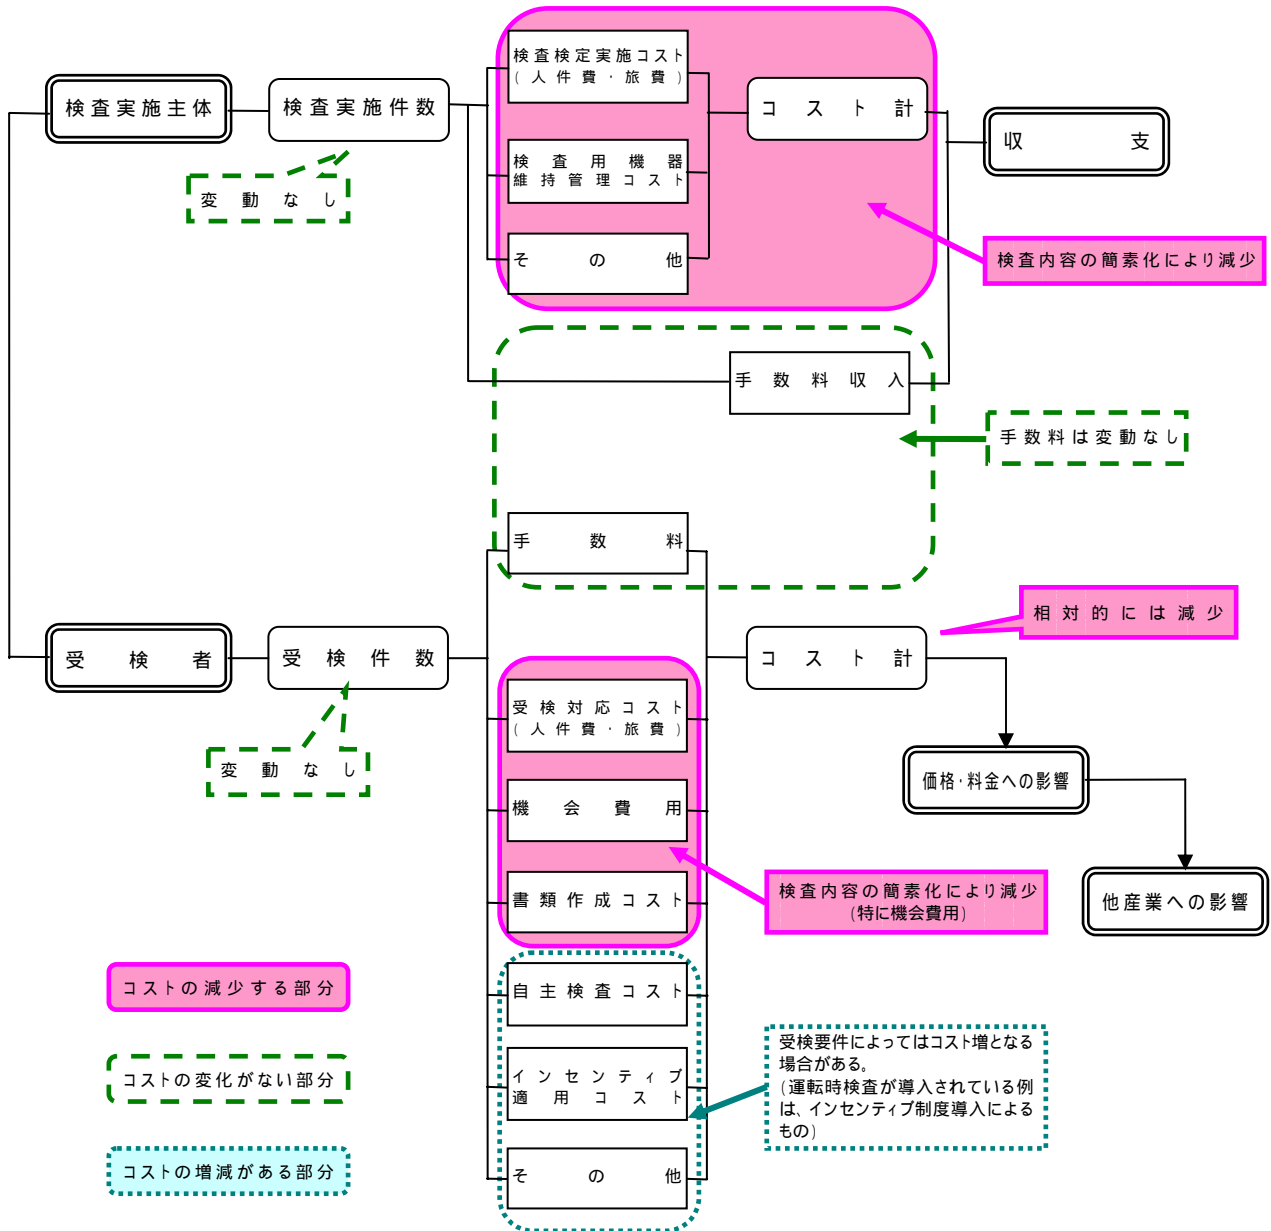 検査検定実施コスト
(人件費・旅費)
検査実施主体
検査実施件数
コスト計
収支
検査用機器
維持管理コスト
変動なし
その他
検査内容の簡素化により減少
手数料収入
手数料は変動なし
手数料
相対的には減少
受検者
受検件数
コスト計
受検対応コスト
(人件費・旅費)
変動なし
価格・料金への影響
機会費用
検査内容の簡素化により減少
(特に機会費用)
書類作成コスト
他産業への影響
コストの減少する部分
自主検査コスト
受検要件によってはコスト増となる
場合がある。
(運転時検査が導入されている例
は、インセンティブ制度導入による
もの)
コストの変化がない部分
インセンティブ
適用コスト
コストの増減がある部分
その他